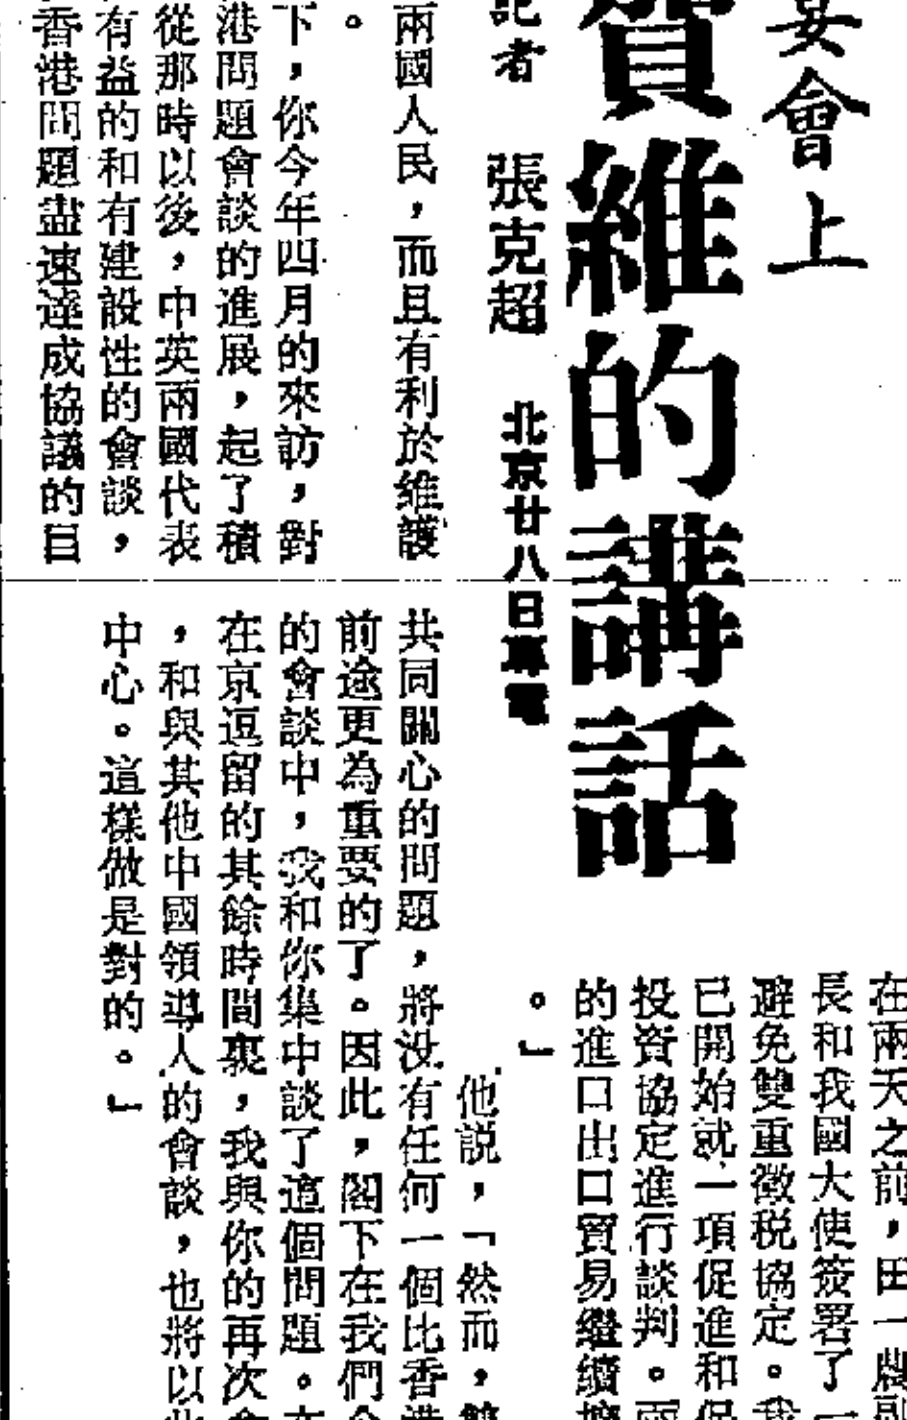 宴會上
賀維的講話
記者 張克超 北京廿八日專電
兩國人民，而且有利於維護
。
下，你今年四月的來訪，對
港問題會談的進展，起了積
從那時以後，中英兩國代表
有益的和有建設性的會談，
香港問題盡速達成協議的目
在兩天之前，田一農副
長和我國大使簽署了一
避免雙重徵税協定。我
已開始就一項促進和保
投資協定進行談判。兩
的進口出口貿易繼續擴
。」
他説，「然而，雙
共同關心的問題，將没有任何一個比香港
前途更為重要的了。因此，閣下在我們今
的會談中，我和你集中談了這個問題。在
在京逗留的其餘時間裏，我與你的再次會
，和與其他中國領導人的會談，也將以此
中心。這樣做是對的。」